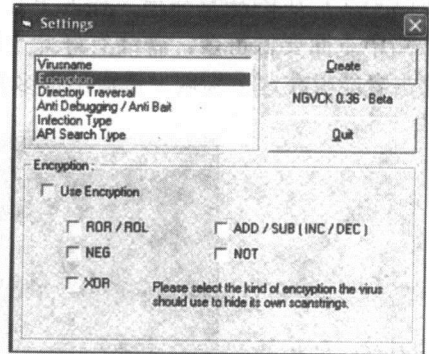 Settings
Virusname
Encryption
Directory Traversal
Anti Debugging / Anti Bait
Infection Type
API Search Type
Create
NGVCK 0.36 - Beta
Quit
Encryption :
Use Encryption
ROR / ROL
ADD / SUB ( INC / DEC )
NEG
NOT
XOR
Please select the kind of encryption the virus
should use to hide its own scanstrings.